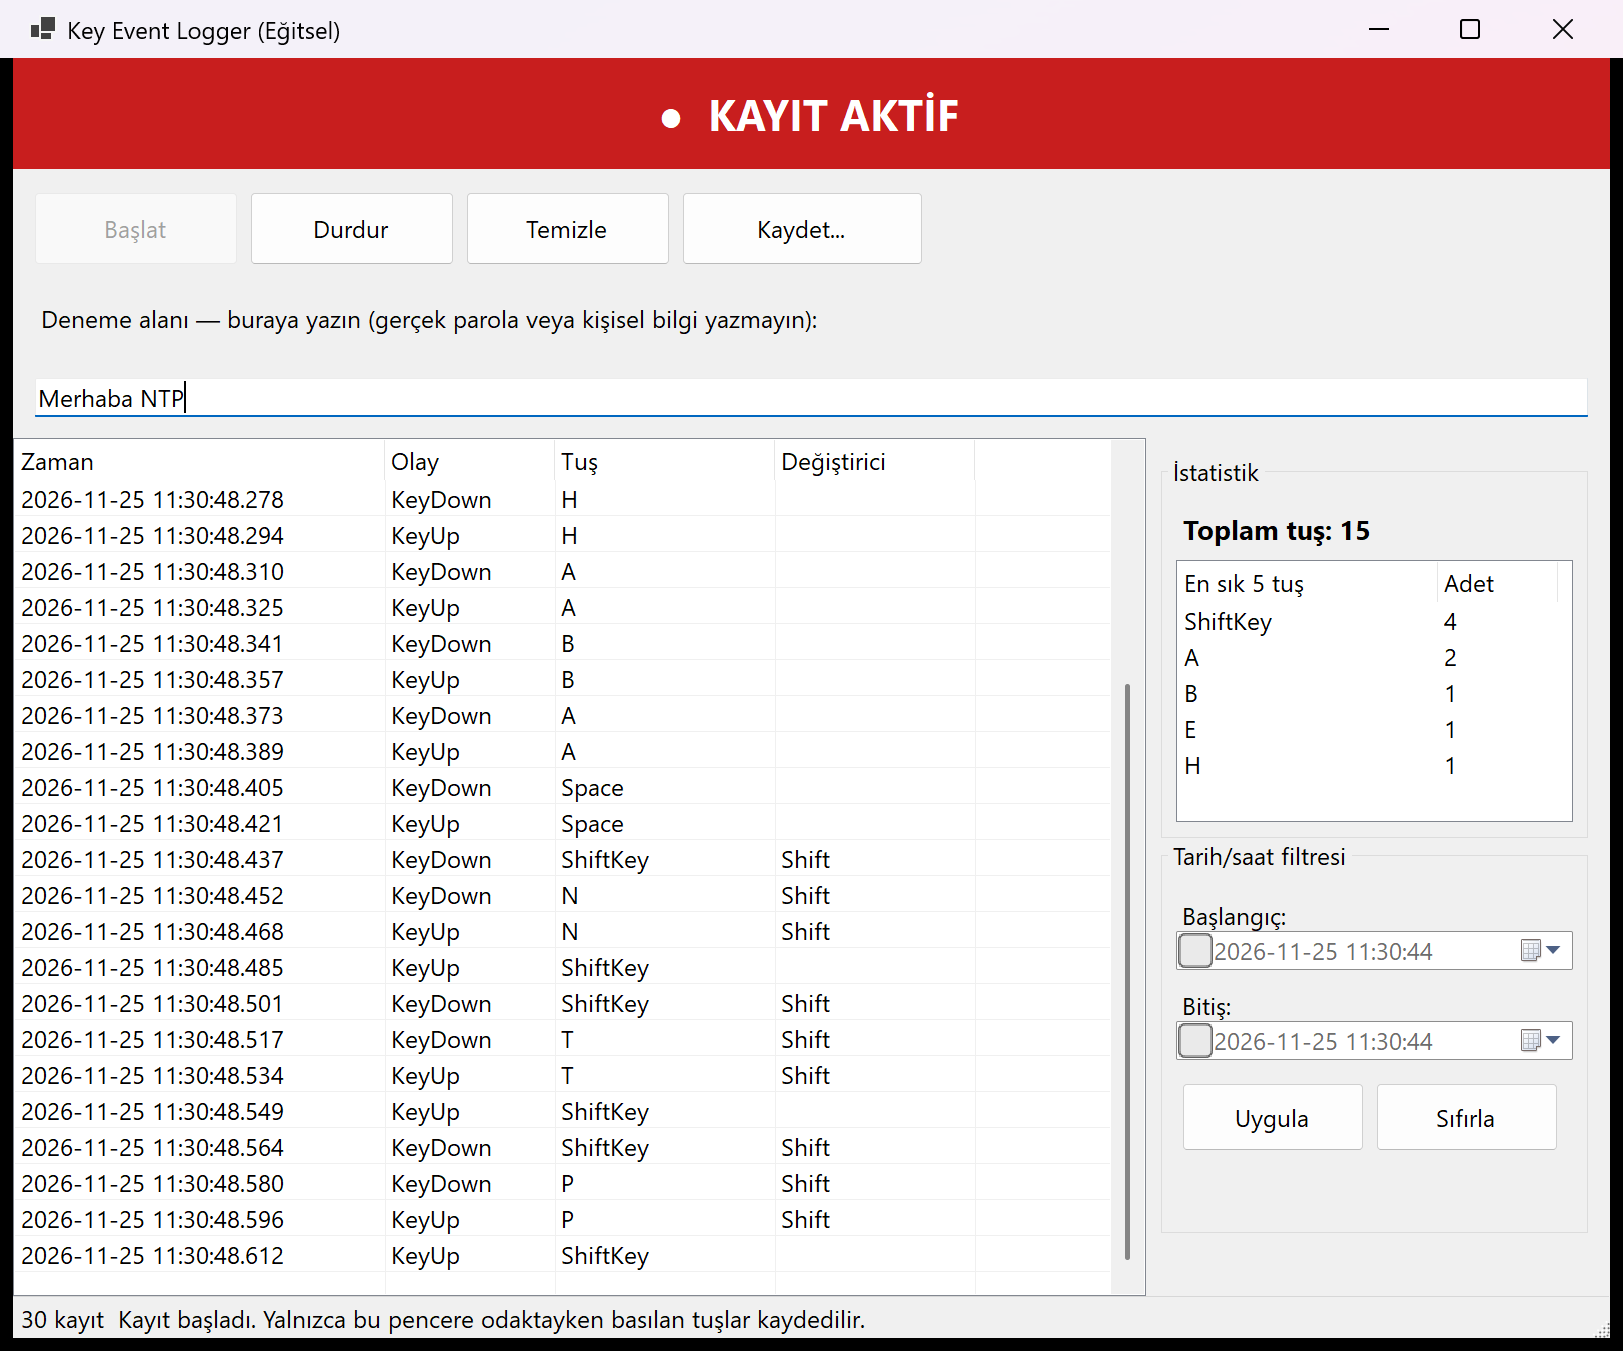 Key Event Logger (Eğitsel)
● KAYIT AKTİF
Başlat Durdur Temizle Kaydet...
Deneme alanı — buraya yazın (gerçek parola veya kişisel bilgi yazmayın):
Merhaba NTP
Zaman Olay Tuş Değiştirici
2026-11-25 11:30:48.278 KeyDown H
2026-11-25 11:30:48.294 KeyUp H
2026-11-25 11:30:48.310 KeyDown A
2026-11-25 11:30:48.325 KeyUp A
2026-11-25 11:30:48.341 KeyDown B
2026-11-25 11:30:48.357 KeyUp B
2026-11-25 11:30:48.373 KeyDown A
2026-11-25 11:30:48.389 KeyUp A
2026-11-25 11:30:48.405 KeyDown Space
2026-11-25 11:30:48.421 KeyUp Space
2026-11-25 11:30:48.437 KeyDown ShiftKey Shift
2026-11-25 11:30:48.452 KeyDown N Shift
2026-11-25 11:30:48.468 KeyUp N Shift
2026-11-25 11:30:48.485 KeyUp ShiftKey
2026-11-25 11:30:48.501 KeyDown ShiftKey Shift
2026-11-25 11:30:48.517 KeyDown T Shift
2026-11-25 11:30:48.534 KeyUp T Shift
2026-11-25 11:30:48.549 KeyUp ShiftKey
2026-11-25 11:30:48.564 KeyDown ShiftKey Shift
2026-11-25 11:30:48.580 KeyDown P Shift
2026-11-25 11:30:48.596 KeyUp P Shift
2026-11-25 11:30:48.612 KeyUp ShiftKey
İstatistik
Toplam tuş: 15
En sık 5 tuş Adet
ShiftKey 4
A 2
B 1
E 1
H 1
Tarih/saat filtresi
Başlangıç:
2026-11-25 11:30:44
Bitiş:
2026-11-25 11:30:44
Uygula Sıfırla
30 kayıt Kayıt başladı. Yalnızca bu pencere odaktayken basılan tuşlar kaydedilir.